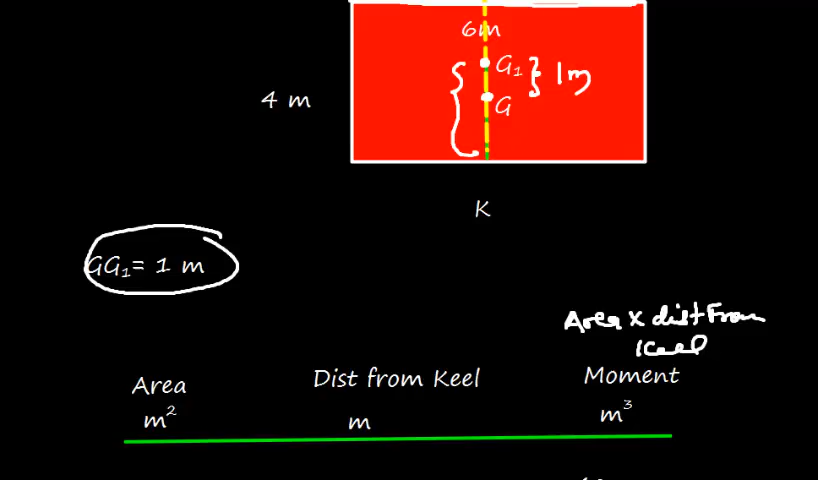 6m
G₁ } 1m
4 m
G
K
GG₁= 1 m
Area x dist From
Keel
Area Dist from Keel Moment
m² m m³